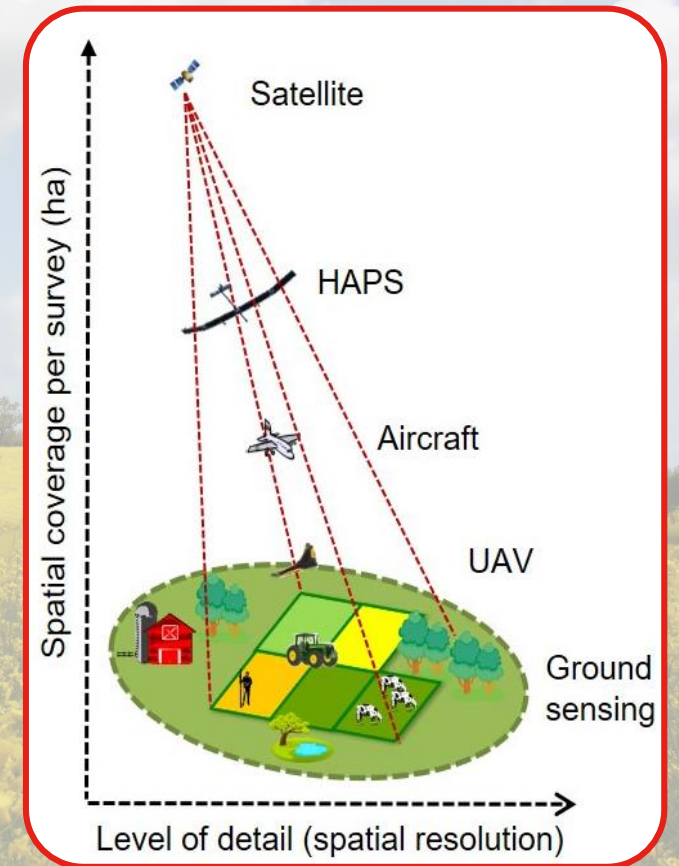 Satellite
HAPS
Aircraft
UAV
Ground
sensing
Spatial coverage per survey (ha)
Level of detail (spatial resolution)